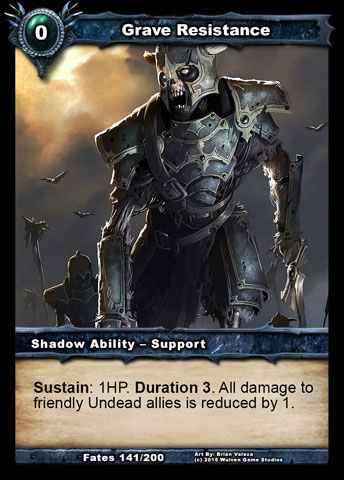 0
Grave Resistance
Shadow Ability – Support
Sustain: 1HP. Duration 3. All damage to
friendly Undead allies is reduced by 1.
Fates 141/200
Art By: Brian Valeza
(c) 2015 Wulven Game Studios